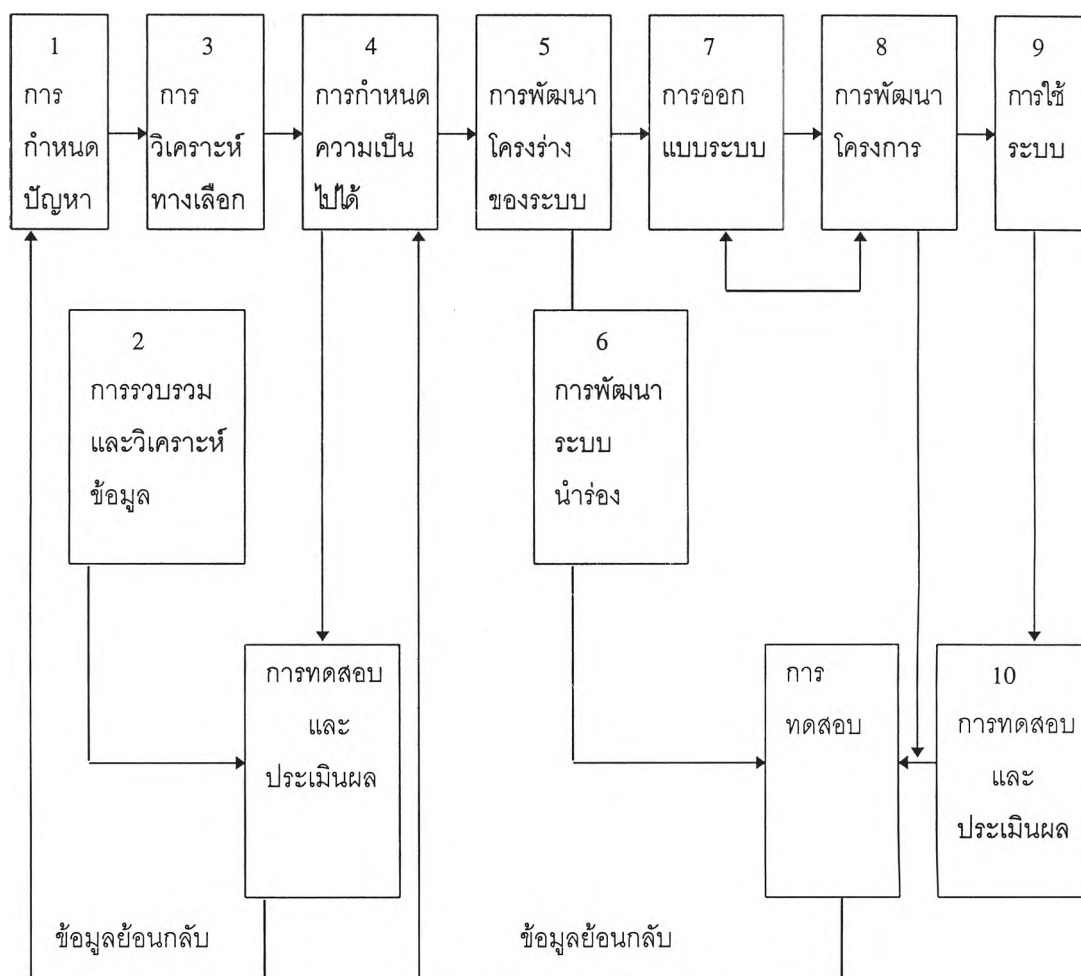 1
การ
กำหนด
ปัญหา
3
การ
วิเคราะห์
ทางเลือก
4
การกำหนด
ความเป็น
ไปได้
5
การพัฒนา
โครงร่าง
ของระบบ
7
การออก
แบบระบบ
8
การพัฒนา
โครงการ
9
การใช้
ระบบ
2
การรวบรวม
และวิเคราะห์
ข้อมูล
6
การพัฒนา
ระบบ
นำร่อง
การทดสอบ
และ
ประเมินผล
การ
ทดสอบ
10
การทดสอบ
และ
ประเมินผล
ข้อมูลย้อนกลับ
ข้อมูลย้อนกลับ